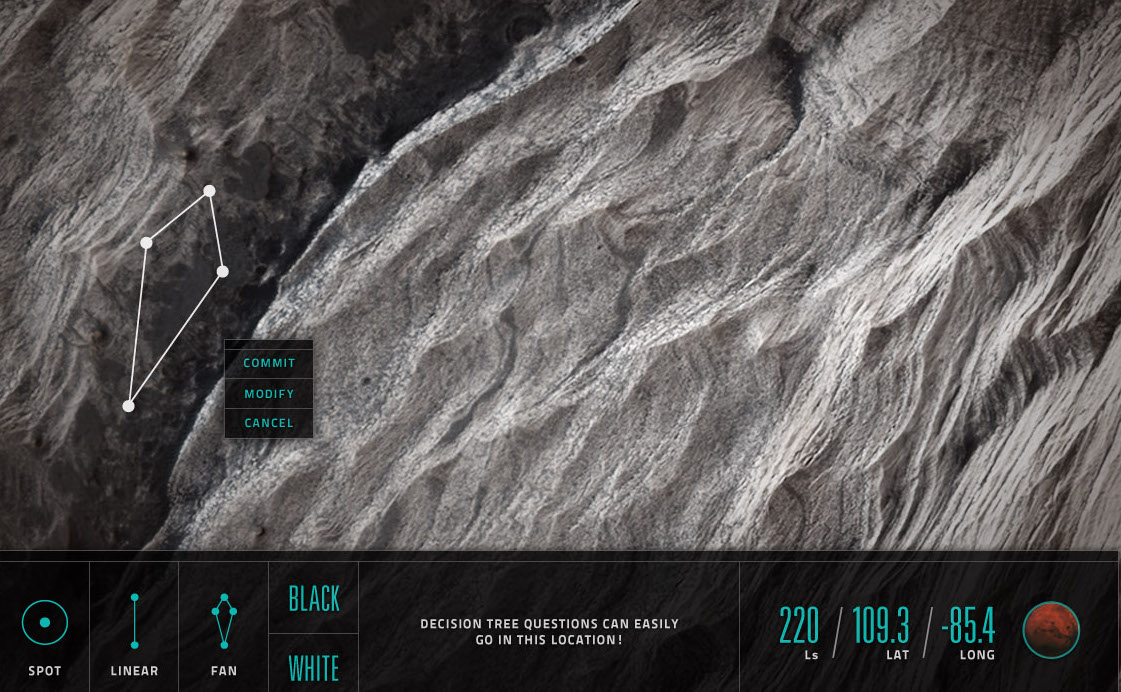 COMMIT
MODIFY
CANCEL
SPOT
LINEAR
FAN
BLACK
WHITE
DECISION TREE QUESTIONS CAN EASILY
GO IN THIS LOCATION!
220 / 109.3 / -85.4
Ls LAT LONG